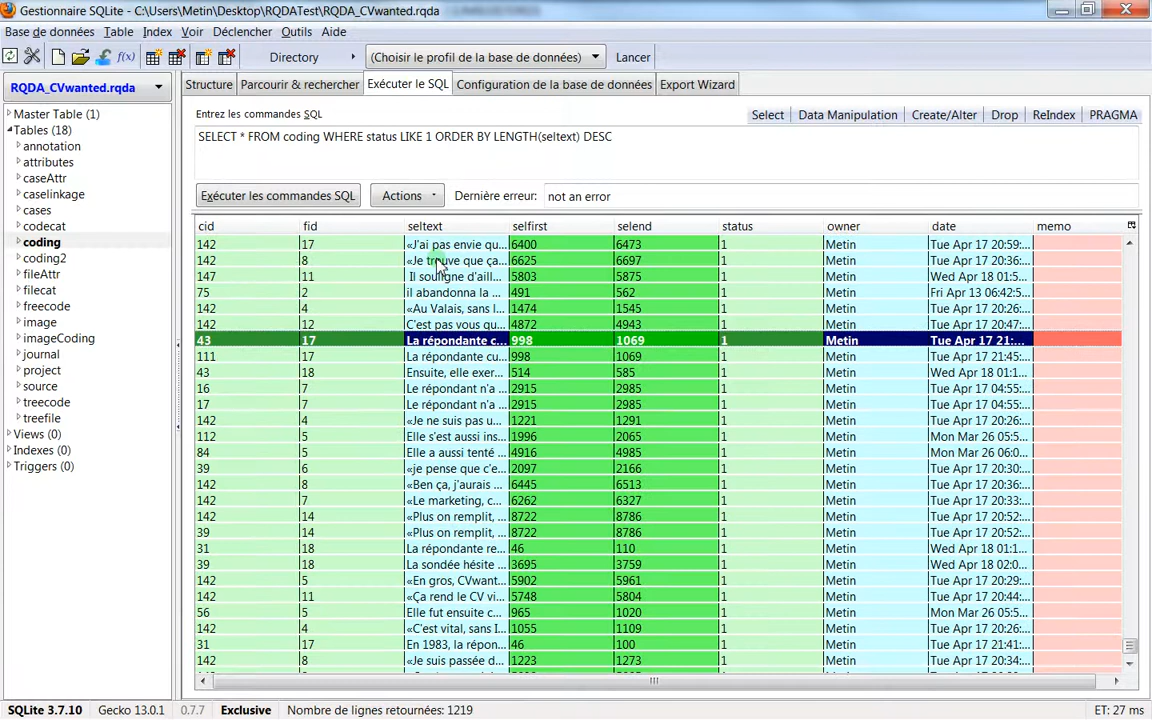 Gestionnaire SQLite - C:\Users\Metin\Desktop\RQDATest\RQDA_CVwanted.rqda
Base de données Table Index Voir Déclencher Outils Aide
f(x) Directory (Choisir le profil de la base de données) Lancer
RQDA_CVwanted.rqda
Master Table (1)
Tables (18)
annotation
attributes
caseAttr
caselinkage
cases
codecat
coding
coding2
fileAttr
filecat
freecode
image
imageCoding
journal
project
source
treecode
treefile
Views (0)
Indexes (0)
Triggers (0)
Structure Parcourir & rechercher Exécuter le SQL Configuration de la base de données Export Wizard
Entrez les commandes SQL Select Data Manipulation Create/Alter Drop ReIndex PRAGMA
SELECT * FROM coding WHERE status LIKE 1 ORDER BY LENGTH(seltext) DESC
Exécuter les commandes SQL Actions Dernière erreur: not an error
cid fid seltext selfirst selend status owner date memo
142 17 «J'ai pas envie qu... 6400 6473 1 Metin Tue Apr 17 20:59:...
142 8 «Je trouve que ça... 6625 6697 1 Metin Tue Apr 17 20:36:...
147 11 Il souligne d'aill... 5803 5875 1 Metin Wed Apr 18 01:5...
75 2 il abandonna la ... 491 562 1 Metin Fri Apr 13 06:42:5...
142 4 «Au Valais, sans l... 1474 1545 1 Metin Tue Apr 17 20:26:...
142 12 C'est pas vous qu... 4872 4943 1 Metin Tue Apr 17 20:47:...
43 17 La répondante c... 998 1069 1 Metin Tue Apr 17 21:...
111 17 La répondante cu... 998 1069 1 Metin Tue Apr 17 21:45:...
43 18 Ensuite, elle exer... 514 585 1 Metin Wed Apr 18 01:1...
16 7 Le répondant n'a ... 2915 2985 1 Metin Tue Apr 17 04:55:...
17 7 Le répondant n'a ... 2915 2985 1 Metin Tue Apr 17 04:55:...
142 4 «Je ne suis pas u... 1221 1291 1 Metin Tue Apr 17 20:26:...
112 5 Elle s'est aussi ins... 1996 2065 1 Metin Mon Mar 26 05:5...
84 5 Elle a aussi tenté ... 4916 4985 1 Metin Mon Mar 26 06:0...
39 6 «je pense que c'e... 2097 2166 1 Metin Tue Apr 17 20:30:...
142 8 «Ben ça, j'aurais ... 6445 6513 1 Metin Tue Apr 17 20:36:...
142 7 «Le marketing, c... 6262 6327 1 Metin Tue Apr 17 20:33:...
142 14 «Plus on remplit, ... 8722 8786 1 Metin Tue Apr 17 20:52:...
39 14 «Plus on remplit, ... 8722 8786 1 Metin Tue Apr 17 20:52:...
31 18 La répondante re... 46 110 1 Metin Wed Apr 18 01:1...
39 18 La sondée hésite ... 3695 3759 1 Metin Wed Apr 18 02:0...
142 5 «En gros, CVwant... 5902 5961 1 Metin Tue Apr 17 20:29:...
142 11 «Ça rend le CV vi... 5748 5804 1 Metin Tue Apr 17 20:44:...
56 5 Elle fut ensuite c... 965 1020 1 Metin Mon Mar 26 05:5...
142 4 «C'est vital, sans I... 1055 1109 1 Metin Tue Apr 17 20:26:...
31 17 En 1983, la répon... 46 100 1 Metin Tue Apr 17 21:41:...
142 8 «Je suis passée d... 1223 1273 1 Metin Tue Apr 17 20:34:...
SQLite 3.7.10 Gecko 13.0.1 0.7.7 Exclusive Nombre de lignes retournées: 1219 ET: 27 ms